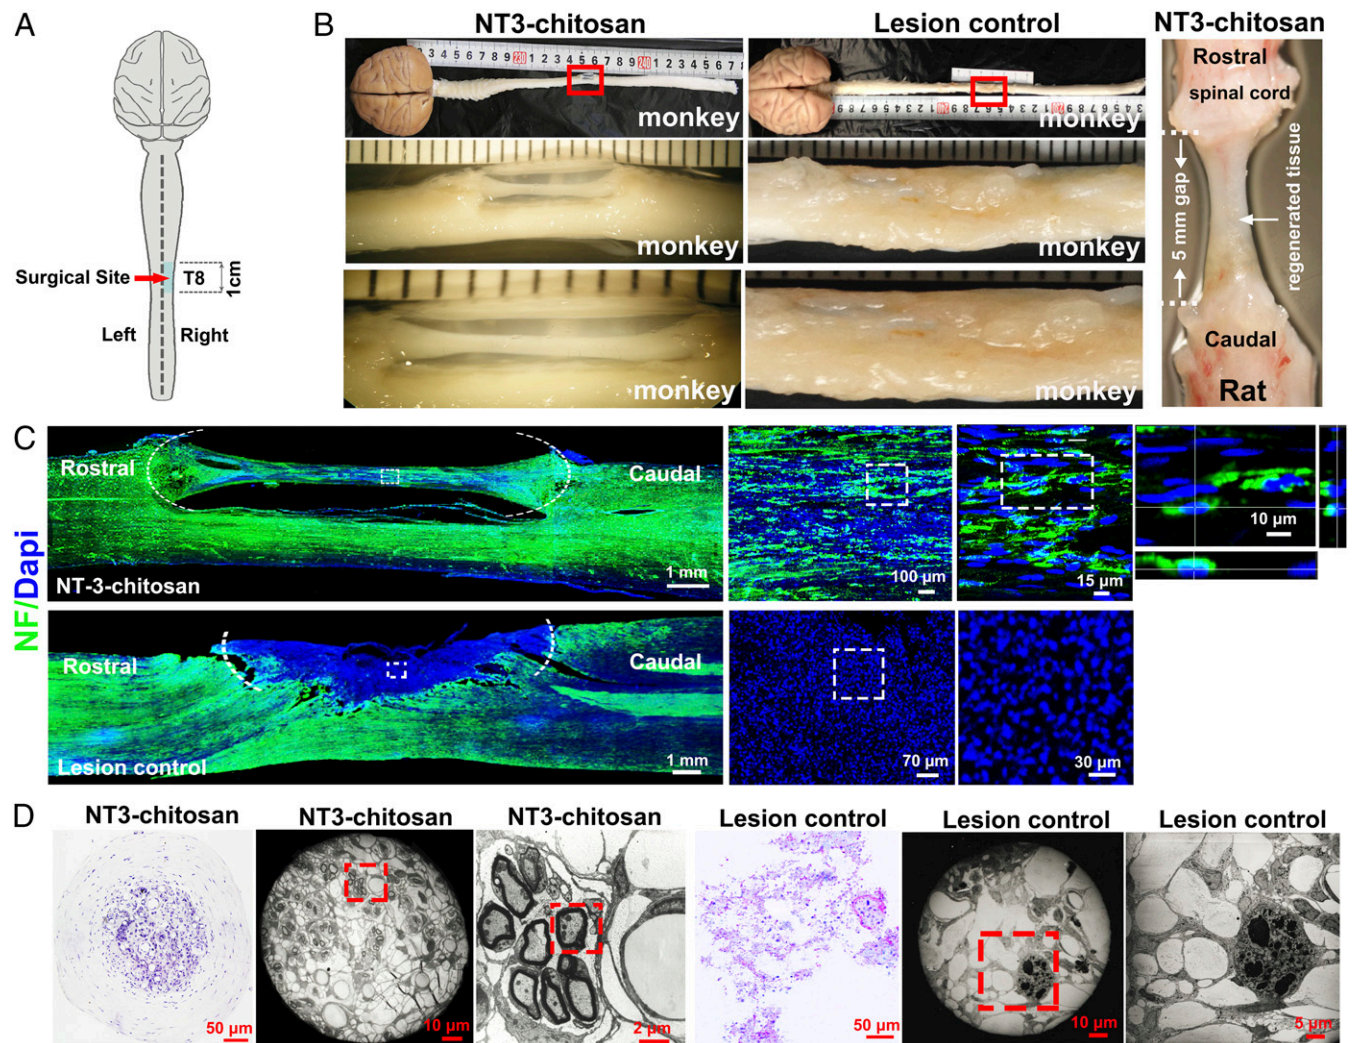 A
Surgical Site
T8
1cm
Left
Right
B
NT3-chitosan
Lesion control
NT3-chitosan
monkey
monkey
monkey
monkey
monkey
monkey
Rostral
spinal cord
5 mm gap
regenerated tissue
Caudal
Rat
C
NF/Dapi
Rostral
Caudal
NT-3-chitosan
1 mm
100 µm
15 µm
10 µm
Rostral
Caudal
Lesion control
1 mm
70 µm
30 µm
D
NT3-chitosan
NT3-chitosan
NT3-chitosan
Lesion control
Lesion control
Lesion control
50 µm
10 µm
2 µm
50 µm
10 µm
5 µm